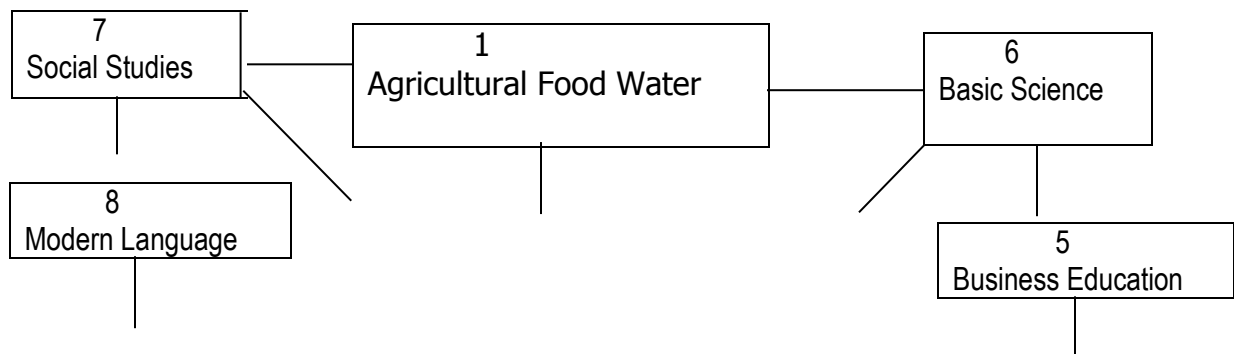 7
Social Studies
1
Agricultural Food Water
6
Basic Science
8
Modern Language
5
Business Education